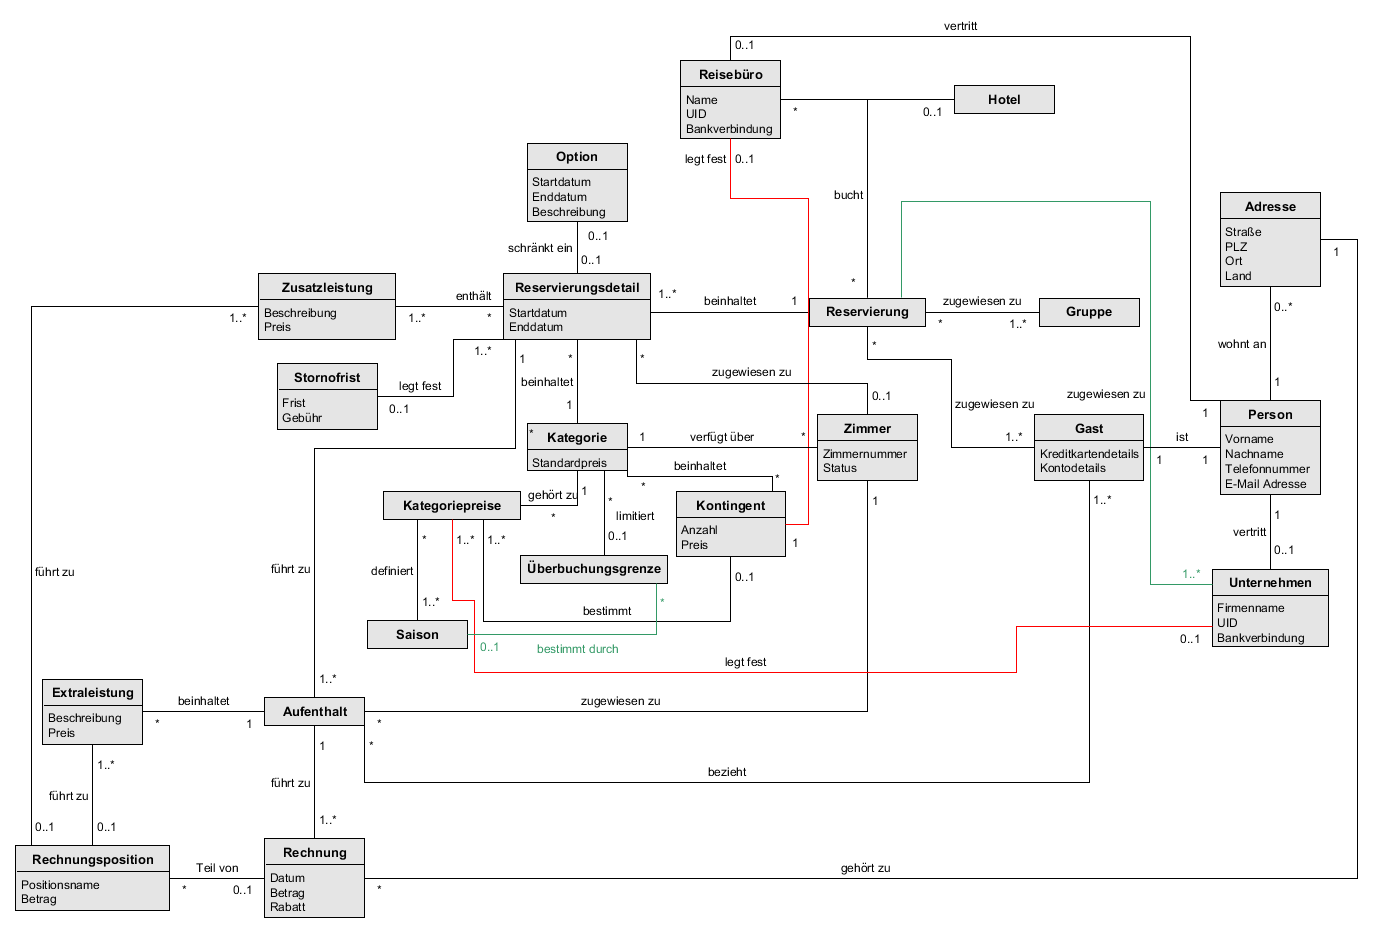 vertritt
0..1
Reisebüro
Name
UID
Bankverbindung
*
0..1
Hotel
legt fest
0..1
Option
Startdatum
Enddatum
Beschreibung
0..1
schränkt ein
0..1
bucht
*
Adresse
Straße
PLZ
Ort
Land
1
0..*
wohnt an
1
Zusatzleistung
Beschreibung
Preis
1..*
1..*
enthält
*
Reservierungsdetail
Startdatum
Enddatum
1..*
beinhaltet
1
Reservierung
zugewiesen zu
*
1..*
Gruppe
*
Stornofrist
Frist
Gebühr
legt fest
0..1
1..*
1
*
beinhaltet
1
*
zugewiesen zu
0..1
zugewiesen zu
1..*
zugewiesen zu
*
Kategorie
Standardpreis
1
verfügt über
*
Zimmer
Zimmernummer
Status
1
Gast
Kreditkartendetails
Kontodetails
1..*
1
ist
1
1
Person
Vorname
Nachname
Telefonnummer
E-Mail Adresse
1
vertritt
0..1
beinhaltet
*
*
Kontingent
Anzahl
Preis
1
0..1
Kategoriepreise
gehört zu
1
*
*
limitiert
0..1
Überbuchungsgrenze
*
*
1..*
1..*
definiert
1..*
bestimmt
Saison
0..1
bestimmt durch
1..*
Unternehmen
Firmenname
UID
Bankverbindung
0..1
legt fest
führt zu
führt zu
1..*
Extraleistung
Beschreibung
Preis
beinhaltet
*
1
Aufenthalt
zugewiesen zu
*
*
1
bezieht
1..*
führt zu
0..1
0..1
führt zu
1..*
Rechnungsposition
Positionsname
Betrag
Teil von
*
0..1
Rechnung
Datum
Betrag
Rabatt
*
gehört zu